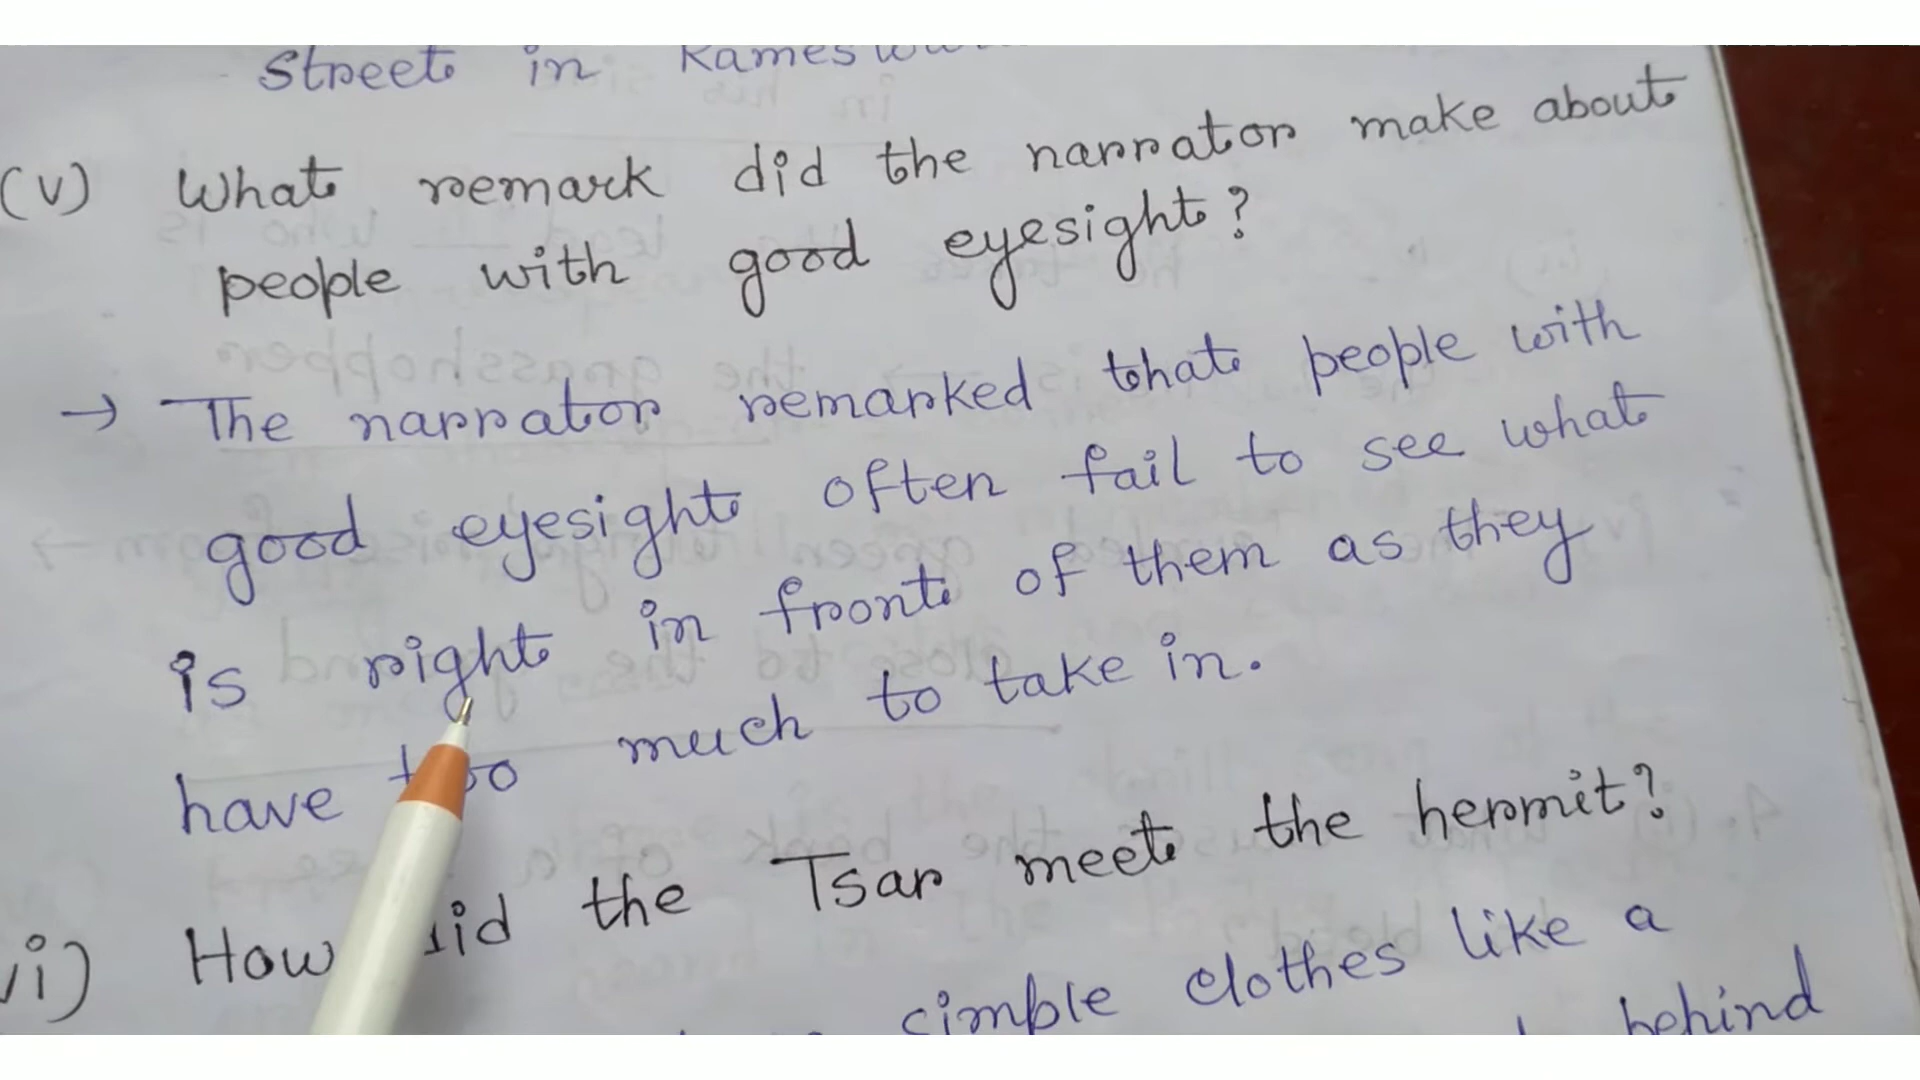 street in Rameswa
(v) What remark did the narrator make about
people with good eyesight?
→ The narrator remarked that people with
good eyesight often fail to see what
is right in front of them as they
have too much to take in.
vi) How did the Tsar meet the hermit?
simple clothes like a
behind